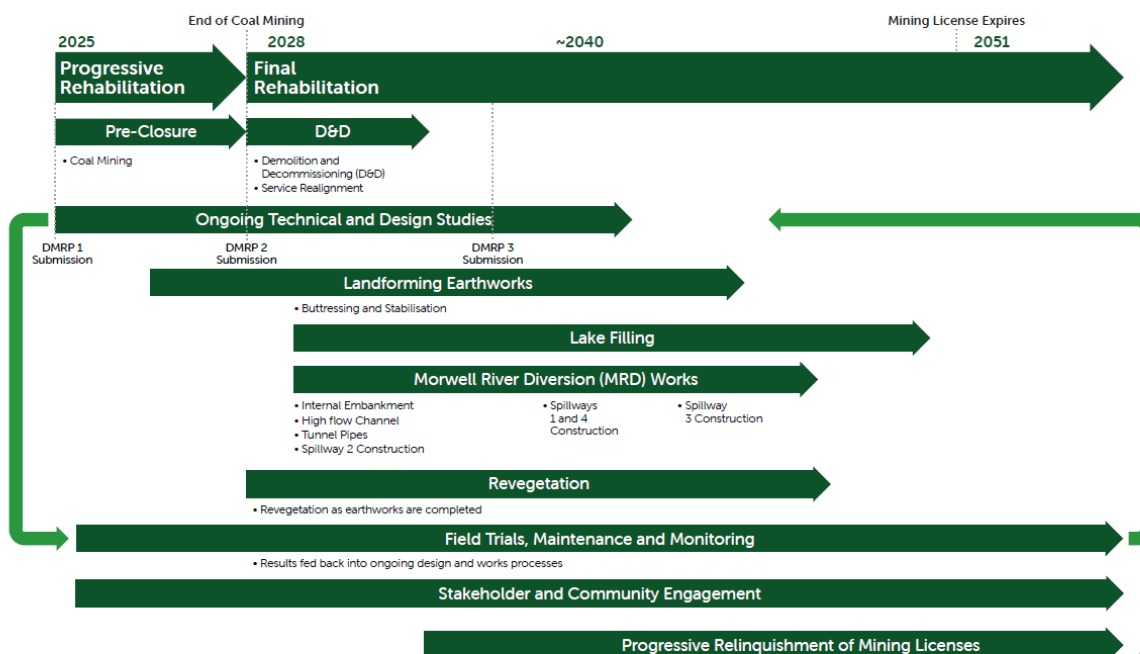 End of Coal Mining
Mining License Expires
2025
2028
~2040
2051
Progressive
Rehabilitation
Final
Rehabilitation
Pre-Closure
D&D
• Coal Mining
• Demolition and
Decommissioning (D&D)
• Service Realignment
Ongoing Technical and Design Studies
DMRP 1
Submission
DMRP 2
Submission
DMRP 3
Submission
Landforming Earthworks
• Buttressing and Stabilisation
Lake Filling
Morwell River Diversion (MRD) Works
• Internal Embankment
• High flow Channel
• Tunnel Pipes
• Spillway 2 Construction
• Spillways
1 and 4
Construction
• Spillway
3 Construction
Revegetation
• Revegetation as earthworks are completed
Field Trials, Maintenance and Monitoring
• Results fed back into ongoing design and works processes
Stakeholder and Community Engagement
Progressive Relinquishment of Mining Licenses